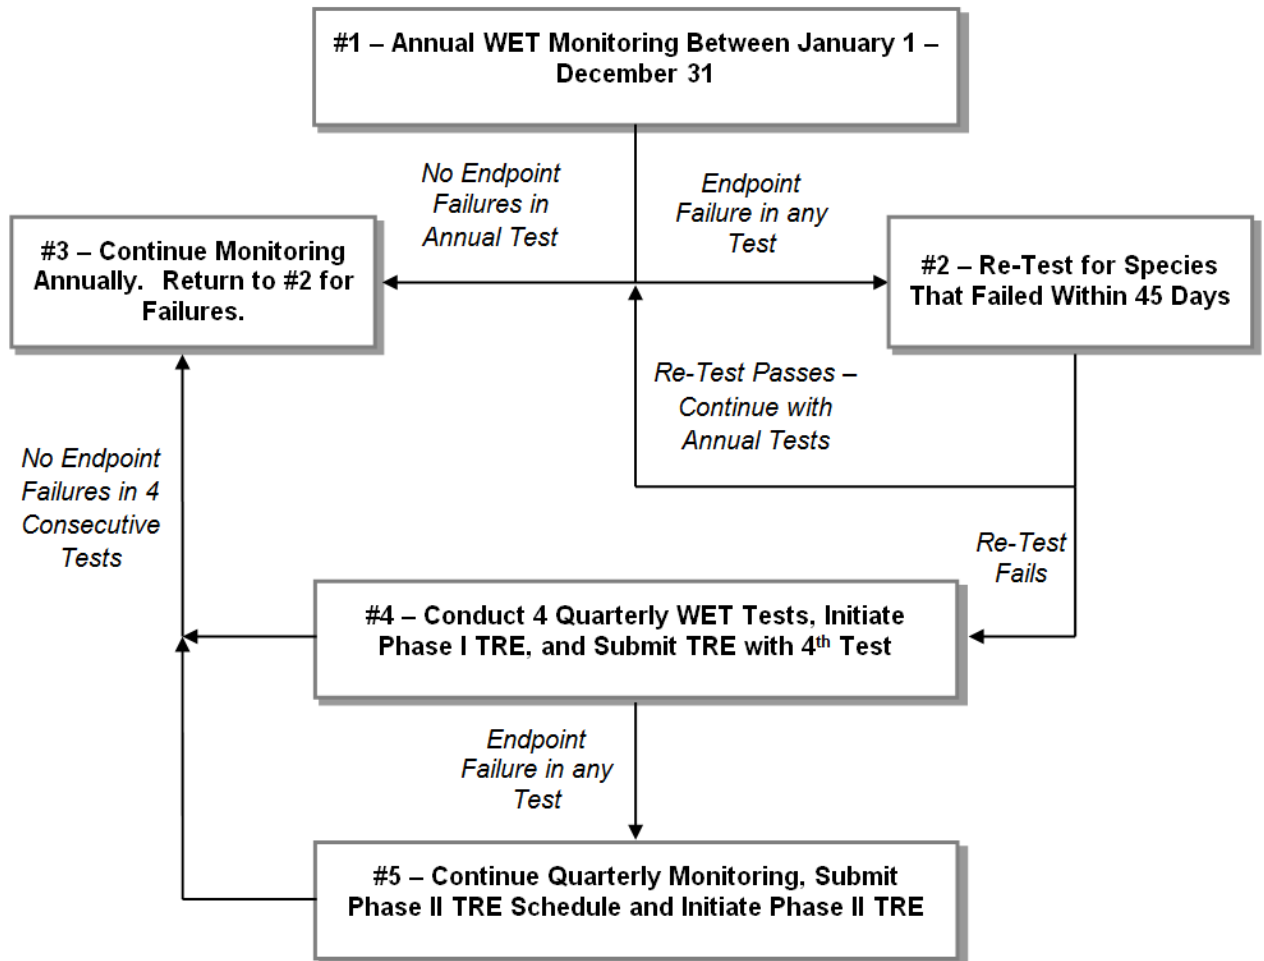 #1 – Annual WET Monitoring Between January 1 –
December 31
No Endpoint
Failures in
Annual Test
Endpoint
Failure in any
Test
#3 – Continue Monitoring
Annually.  Return to #2 for
Failures.
#2 – Re-Test for Species
That Failed Within 45 Days
Re-Test Passes –
Continue with
Annual Tests
No Endpoint
Failures in 4
Consecutive
Tests
Re-Test
Fails
#4 – Conduct 4 Quarterly WET Tests, Initiate
Phase I TRE, and Submit TRE with 4th Test
Endpoint
Failure in any
Test
#5 – Continue Quarterly Monitoring, Submit
Phase II TRE Schedule and Initiate Phase II TRE